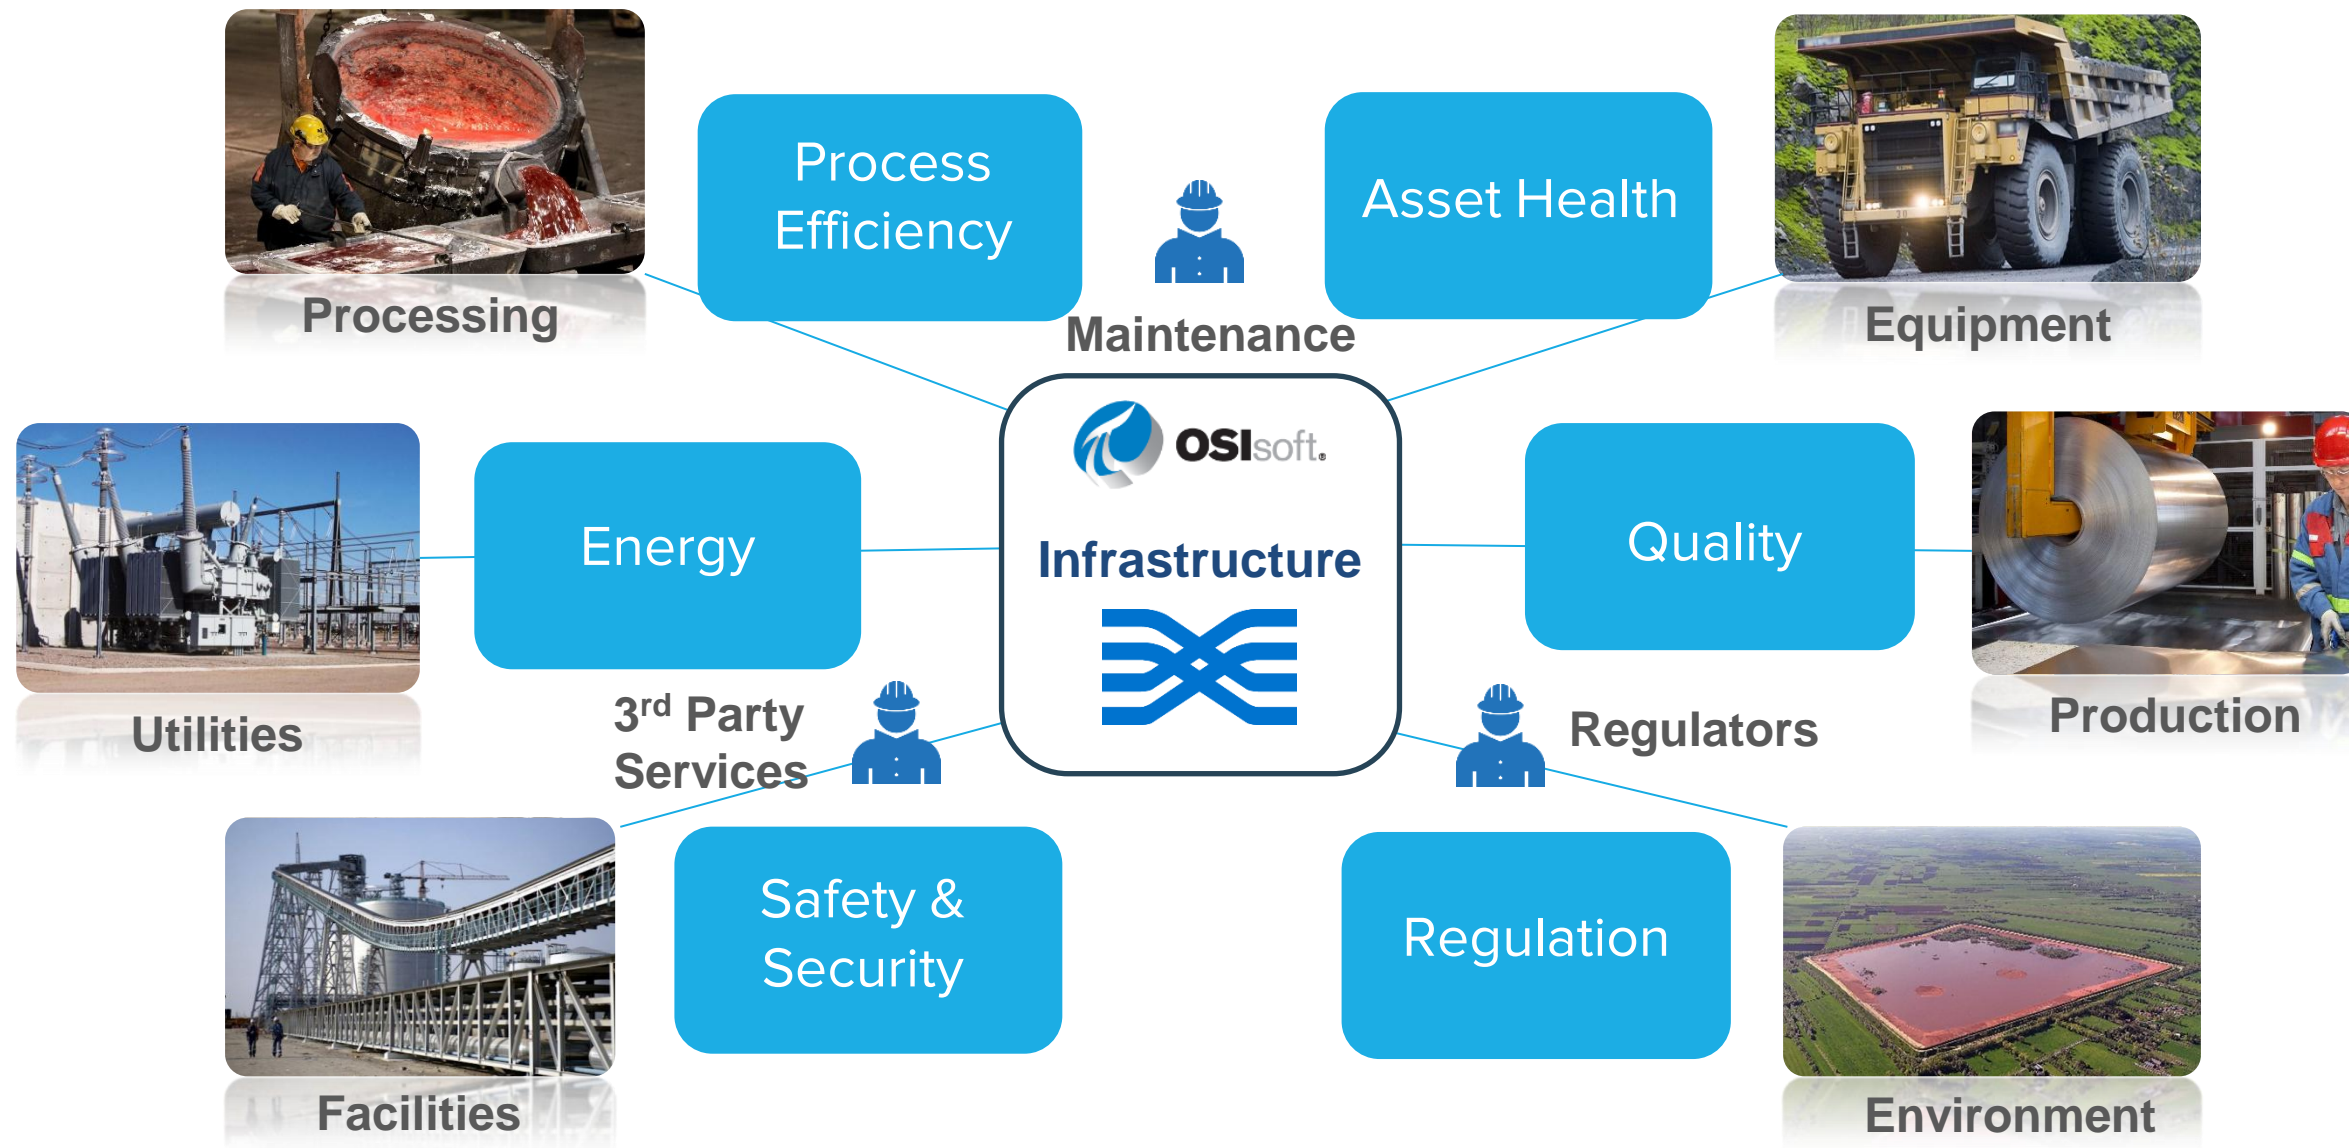 Process
Efficiency
Asset Health
Processing
Maintenance
Equipment
OSIsoft®
Energy
Infrastructure
Quality
Utilities
3rd Party
Services
Regulators
Production
Safety &
Security
Regulation
Facilities
Environment